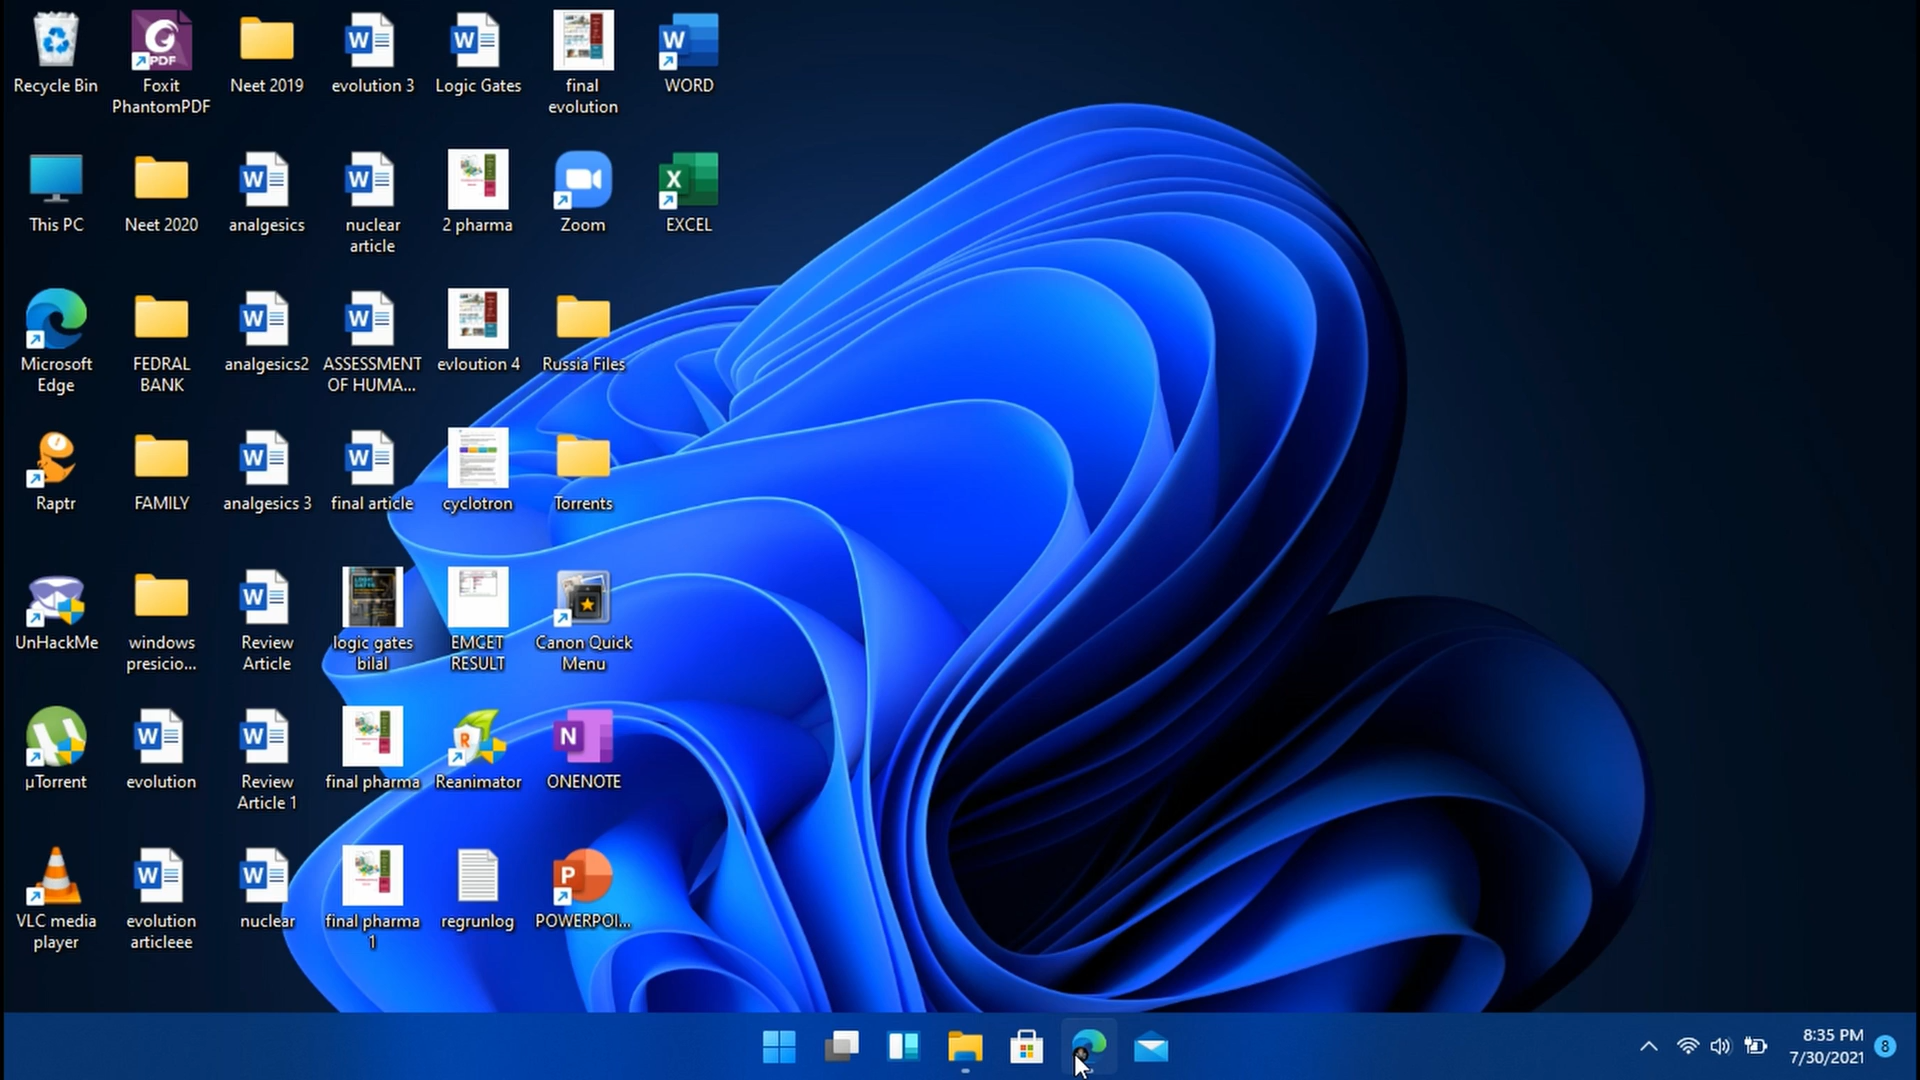 Recycle Bin
Foxit
PhantomPDF
Neet 2019
evolution 3
Logic Gates
final
evolution
WORD
This PC
Neet 2020
analgesics
nuclear
article
2 pharma
Zoom
EXCEL
Microsoft
Edge
FEDRAL
BANK
analgesics2
ASSESSMENT
OF HUMA...
evloution 4
Russia Files
Raptr
FAMILY
analgesics 3
final article
cyclotron
Torrents
UnHackMe
windows
presicio...
Review
Article
logic gates
bilal
EMCET
RESULT
Canon Quick
Menu
µTorrent
evolution
Review
Article 1
final pharma
Reanimator
ONENOTE
VLC media
player
evolution
articleee
nuclear
final pharma
1
regrunlog
POWERPOI...
8:35 PM
7/30/2021
8